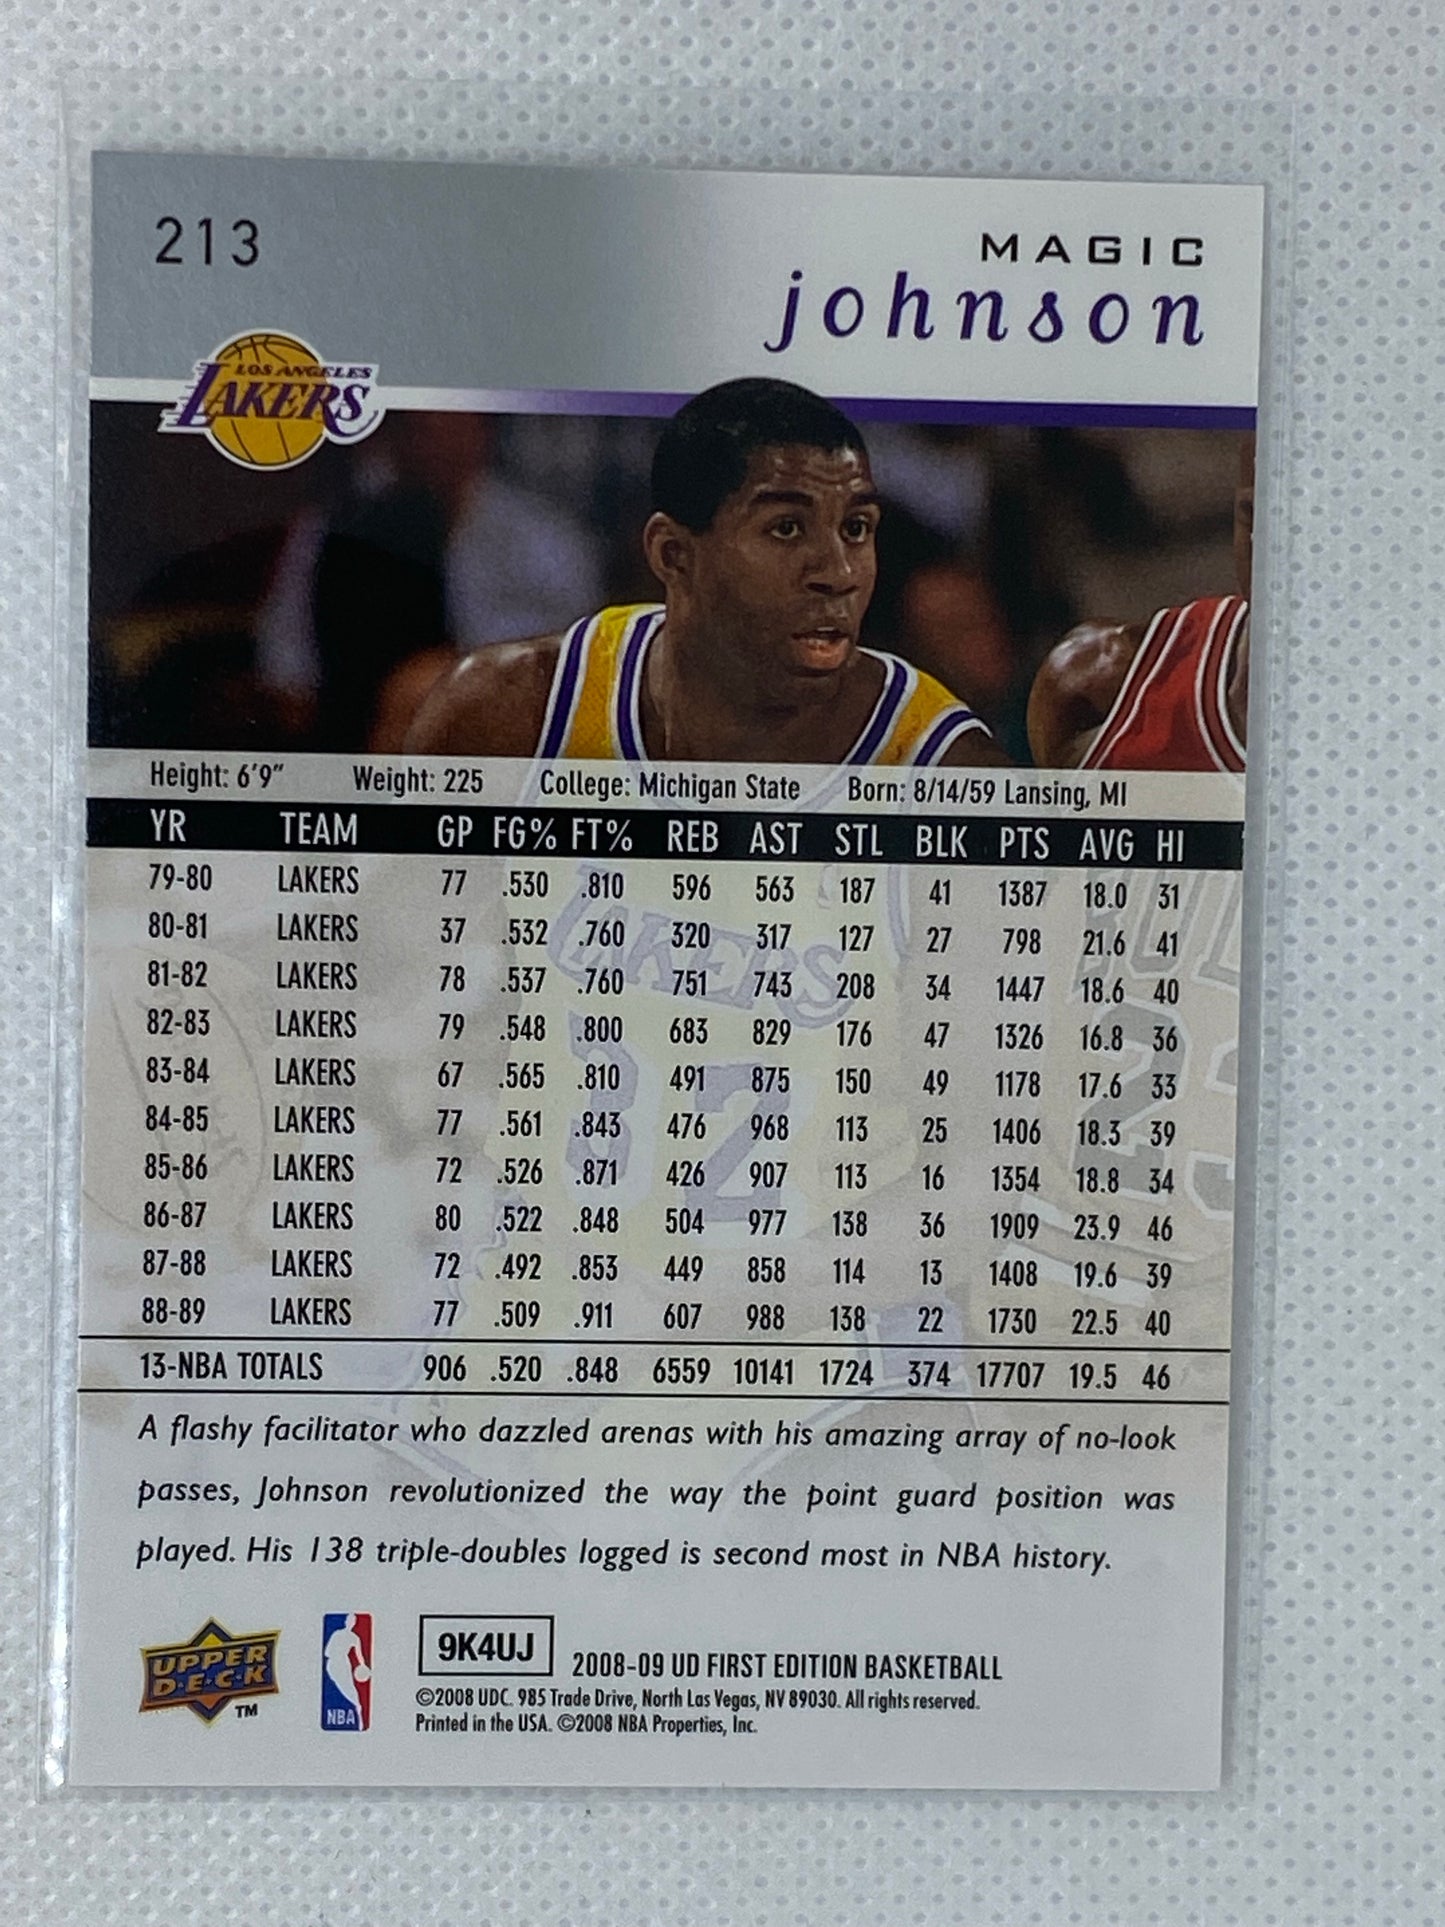 213
MAGIC
johnson
LOS ANGELES
LAKERS
Height: 6'9" Weight: 225 College: Michigan State Born: 8/14/59 Lansing, MI
YR TEAM GP FG% FT% REB AST STL BLK PTS AVG HI
79-80 LAKERS 77 .530 .810 596 563 187 41 1387 18.0 31
80-81 LAKERS 37 .532 .760 320 317 127 27 798 21.6 41
81-82 LAKERS 78 .537 .760 751 743 208 34 1447 18.6 40
82-83 LAKERS 79 .548 .800 683 829 176 47 1326 16.8 36
83-84 LAKERS 67 .565 .810 491 875 150 49 1178 17.6 33
84-85 LAKERS 77 .561 .843 476 968 113 25 1406 18.3 39
85-86 LAKERS 72 .526 .871 426 907 113 16 1354 18.8 34
86-87 LAKERS 80 .522 .848 504 977 138 36 1909 23.9 46
87-88 LAKERS 72 .492 .853 449 858 114 13 1408 19.6 39
88-89 LAKERS 77 .509 .911 607 988 138 22 1730 22.5 40
13-NBA TOTALS 906 .520 .848 6559 10141 1724 374 17707 19.5 46
A flashy facilitator who dazzled arenas with his amazing array of no-look
passes, Johnson revolutionized the way the point guard position was
played. His 138 triple-doubles logged is second most in NBA history.
UPPER
D·E·C·K
TM
NBA
9K4UJ
2008-09 UD FIRST EDITION BASKETBALL
©2008 UDC. 985 Trade Drive, North Las Vegas, NV 89030. All rights reserved.
Printed in the USA. ©2008 NBA Properties, Inc.
LAKERS
32